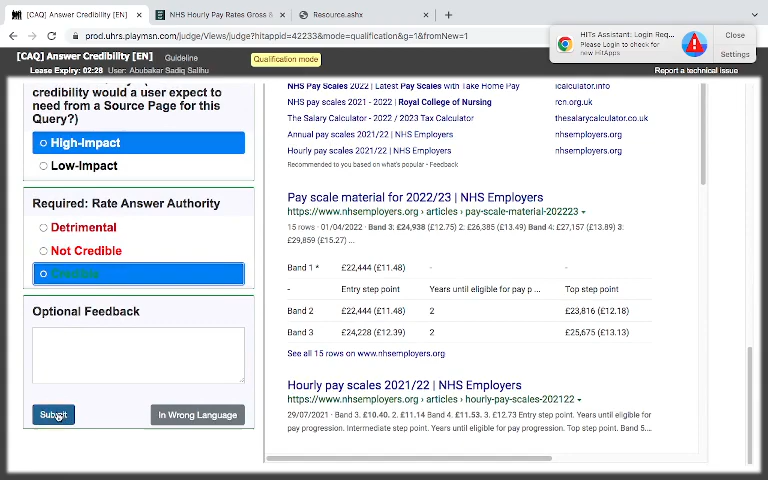 [CAQ] Answer Credibility [EN]
NHS Hourly Pay Rates Gross &
Resource.ashx
prod.uhrs.playmsn.com/judge/Views/judge?hitappid=42233&mode=qualification&g=1&fromNew=1
HITs Assistant: Login Req...
Please Login to check for
new HitApps
Close
Settings
[CAQ] Answer Credibility [EN]
Guideline
Qualification mode
Lease Expiry: 02:28 User: Abubakar Sadiq Salihu
Report a technical issue
credibility would a user expect to
need from a Source Page for this
Query?)
High-Impact
Low-Impact
Required: Rate Answer Authority
Detrimental
Not Credible
Credible
Optional Feedback
Submit
In Wrong Language
NHS Pay Scales 2022 | Latest Pay Scales with Take Home Pay
icalculator.info
NHS pay scales 2021 - 2022 | Royal College of Nursing
rcn.org.uk
The Salary Calculator - 2022 / 2023 Tax Calculator
thesalarycalculator.co.uk
Annual pay scales 2021/22 | NHS Employers
nhsemployers.org
Hourly pay scales 2021/22 | NHS Employers
nhsemployers.org
Recommended to you based on what's popular - Feedback
Pay scale material for 2022/23 | NHS Employers
https://www.nhsemployers.org › articles › pay-scale-material-202223
15 rows · 01/04/2022 · Band 3: £24,938 (£12.75) 2: £26,385 (£13.49) Band 4: £27,157 (£13.89) 3:
£29,859 (£15.27) ...
Band 1 * £22,444 (£11.48) - -
- Entry step point Years until eligible for pay p ... Top step point
Band 2 £22,444 (£11.48) 2 £23,816 (£12.18)
Band 3 £24,228 (£12.39) 2 £25,675 (£13.13)
See all 15 rows on www.nhsemployers.org
Hourly pay scales 2021/22 | NHS Employers
https://www.nhsemployers.org › articles › hourly-pay-scales-202122
29/07/2021 · Band 3. £10.40. 2. £11.14 Band 4. £11.53. 3. £12.73 Entry step point. Years until eligible for
pay progression. Intermediate step point. Years until eligible for pay progression. Top step point. Band 5....